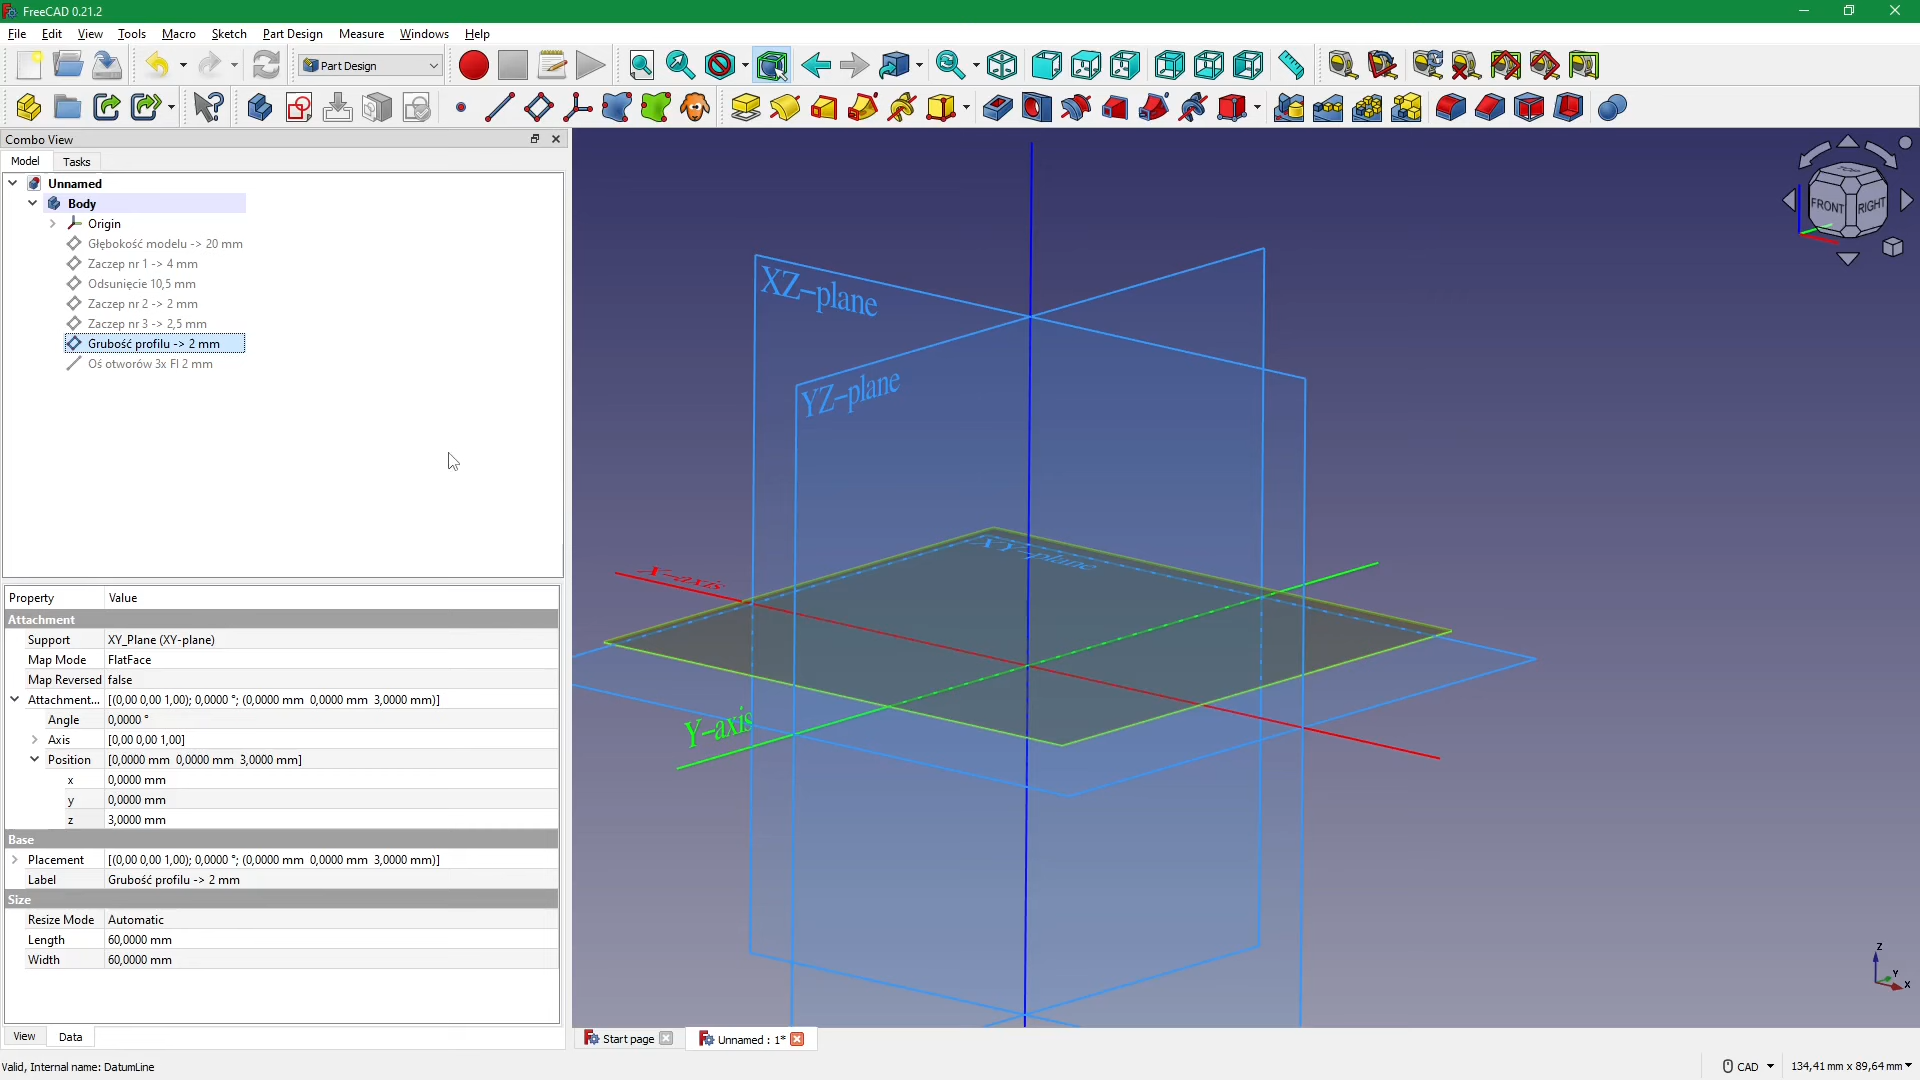 FreeCAD 0.21.2
File Edit View Tools Macro Sketch Part Design Measure Windows Help
Part Design
Combo View
Model Tasks
Unnamed
Body
Origin
Głębokość modelu -> 20 mm
Zaczep nr 1 -> 4 mm
Odsunięcie 10,5 mm
Zaczep nr 2 -> 2 mm
Zaczep nr 3 -> 2,5 mm
Grubość profilu -> 2 mm
Oś otworów 3x FI 2 mm
Property Value
Attachment
Support XY_Plane (XY-plane)
Map Mode FlatFace
Map Reversed false
Attachment... [(0,00 0,00 1,00); 0,0000 °; (0,0000 mm 0,0000 mm 3,0000 mm)]
Angle 0,0000 °
Axis [0,00 0,00 1,00]
Position [0,0000 mm 0,0000 mm 3,0000 mm]
x 0,0000 mm
y 0,0000 mm
z 3,0000 mm
Base
Placement [(0,00 0,00 1,00); 0,0000 °; (0,0000 mm 0,0000 mm 3,0000 mm)]
Label Grubość profilu -> 2 mm
Size
Resize Mode Automatic
Length 60,0000 mm
Width 60,0000 mm
View Data
XZ-plane
YZ-plane
XY-plane
X-axis
Y-axis
TOP
FRONT RIGHT
Z
Y
X
Start page Unnamed : 1*
Valid, Internal name: DatumLine
CAD 134,41 mm x 89,64 mm